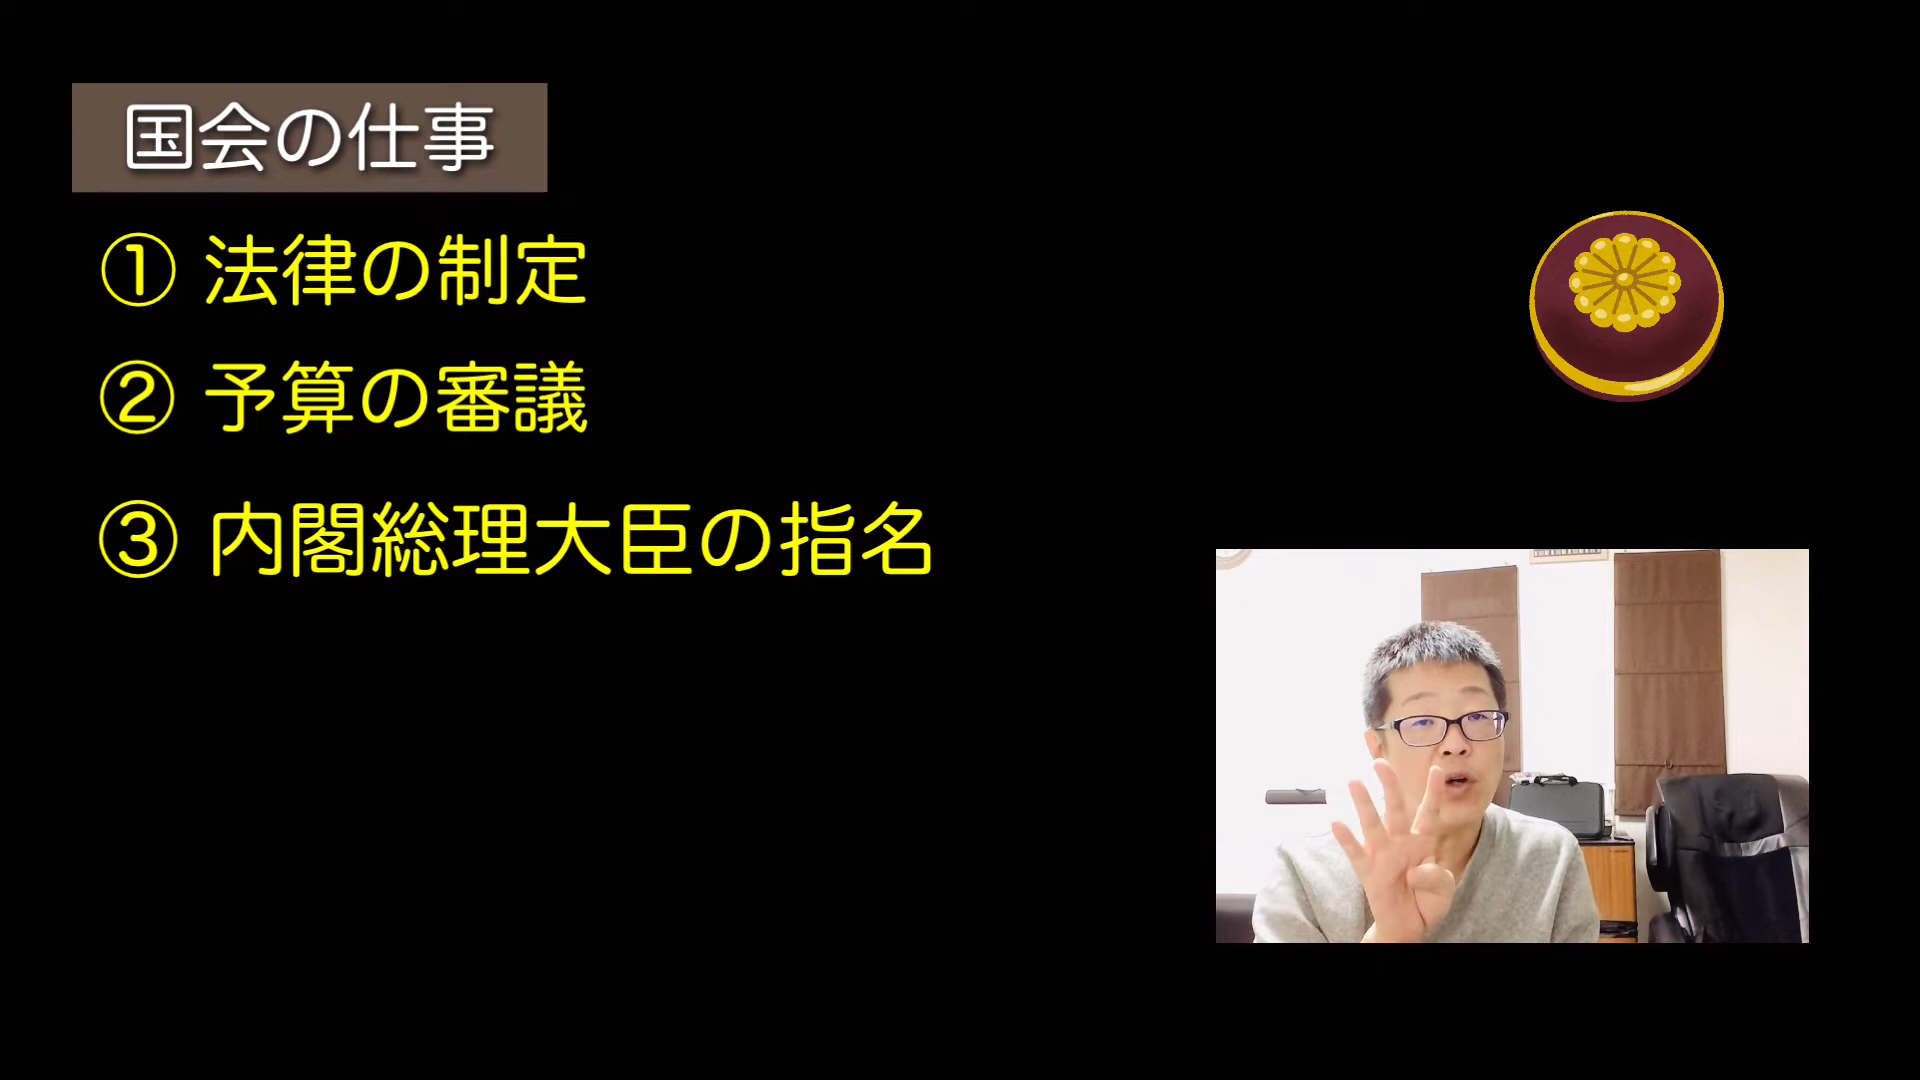 国会の仕事
① 法律の制定
② 予算の審議
③ 内閣総理大臣の指名